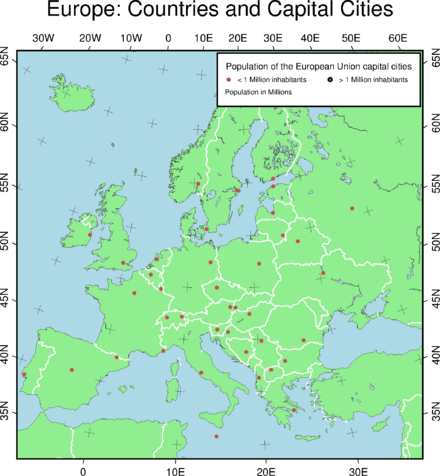 Europe: Countries and Capital Cities
30W 20W 10W 0 10E 20E 30E 40E 50E 60E
65N 65N
Population of the European Union capital cities
< 1 Million inhabitants > 1 Million inhabitants
Population in Millions
60N 60N
55N 55N
50N 50N
45N 45N
40N 40N
35N 35N
0 10E 20E 30E